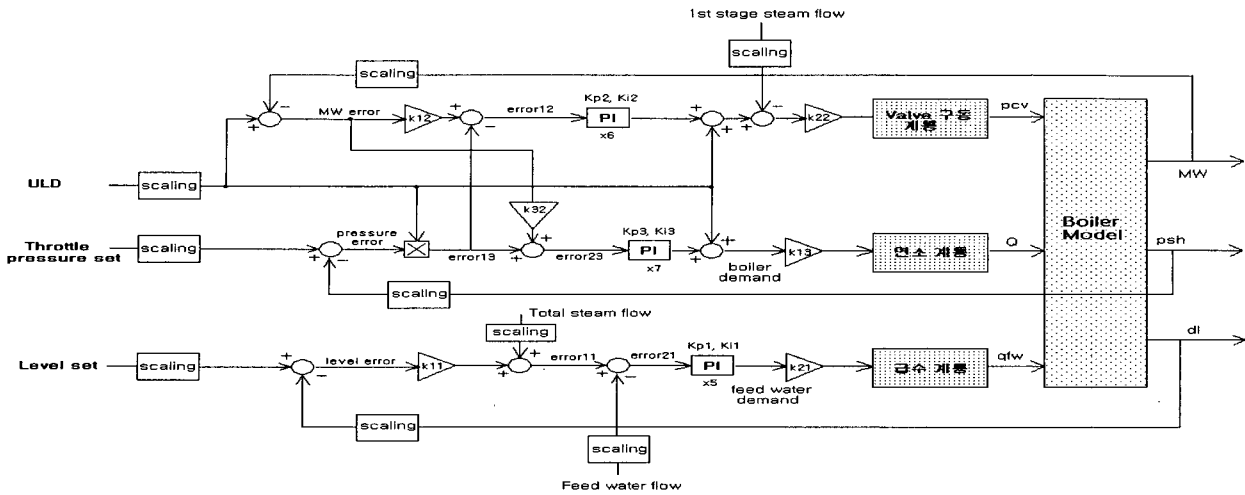 1st stage steam flow
scaling
scaling
MW error
k12
error12
Kp2, Ki2
PI
x6
k22
Valve 구동
계통
pcv
MW
ULD
scaling
k32
Boiler
Model
Throttle
pressure set
scaling
pressure
error
error13
error23
Kp3, Ki3
PI
x7
boiler
demand
k13
연소 계통
Q
psh
scaling
Total steam flow
scaling
Level set
scaling
level error
k11
error11
error21
Kp1, Ki1
PI
x5
feed water
demand
k21
급수 계통
qfw
dl
scaling
scaling
Feed water flow